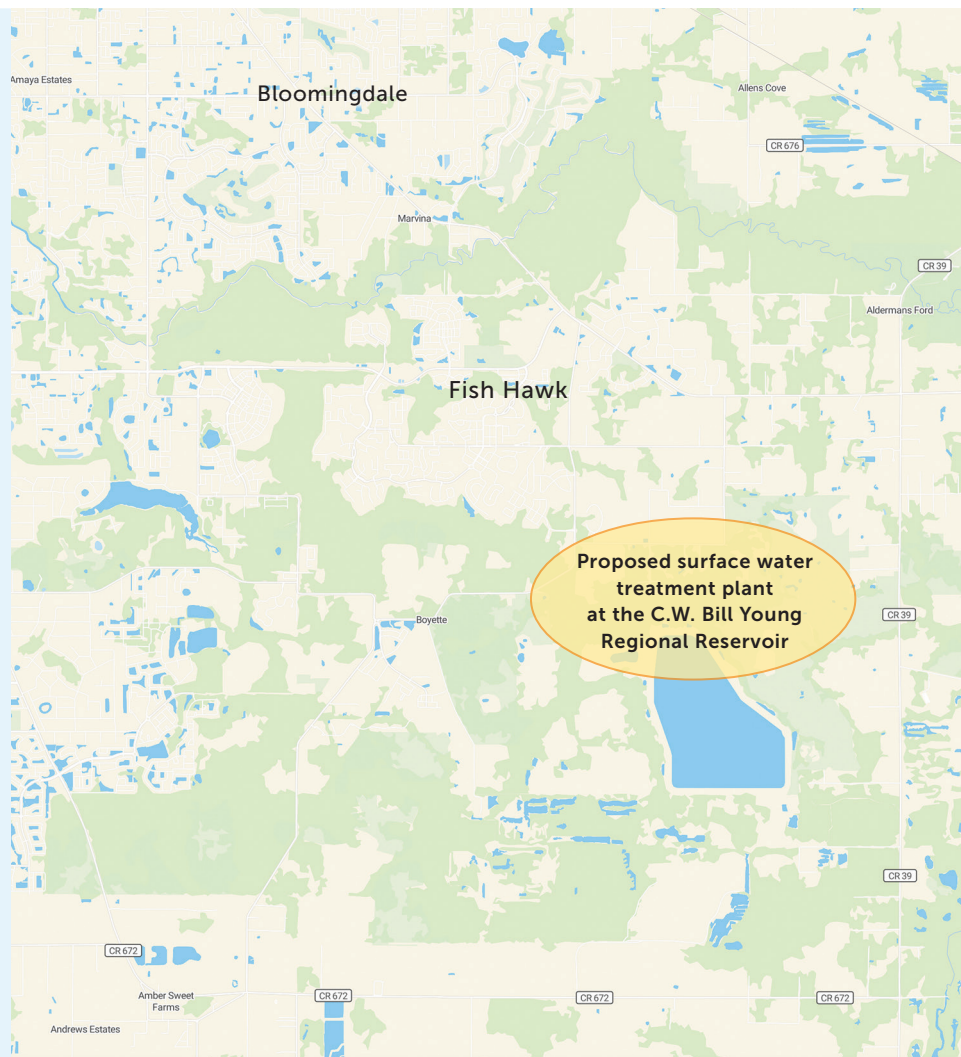 Amaya Estates
Bloomingdale
Allens Cove
CR 676
Marvina
CR 39
Aldermans Ford
Fish Hawk
Proposed surface water
treatment plant
at the C.W. Bill Young
Regional Reservoir
CR 39
Boyette
CR 39
CR 672
Amber Sweet
Farms
CR 672
CR 672
CR 672
Andrews Estates